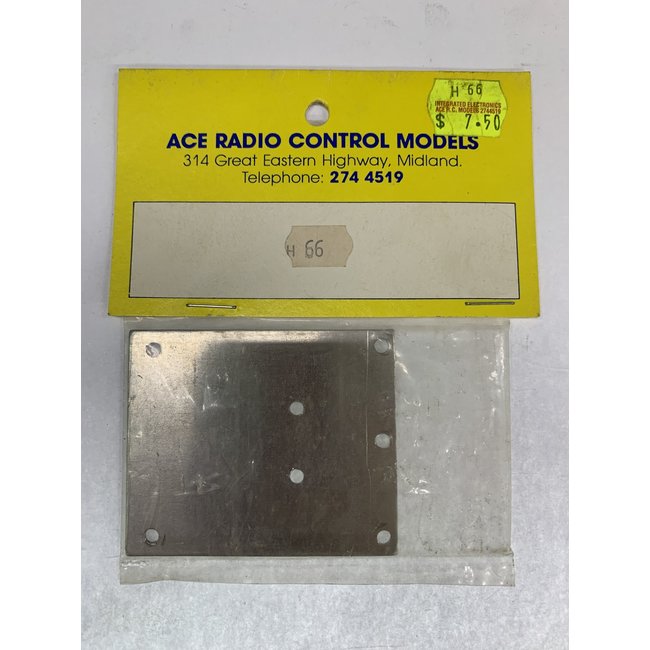 H 66
INTEGRATED ELECTRONICS
ACE R.C. MODELS 2744519
$ 7.50
ACE RADIO CONTROL MODELS
314 Great Eastern Highway, Midland.
Telephone: 274 4519
H 66